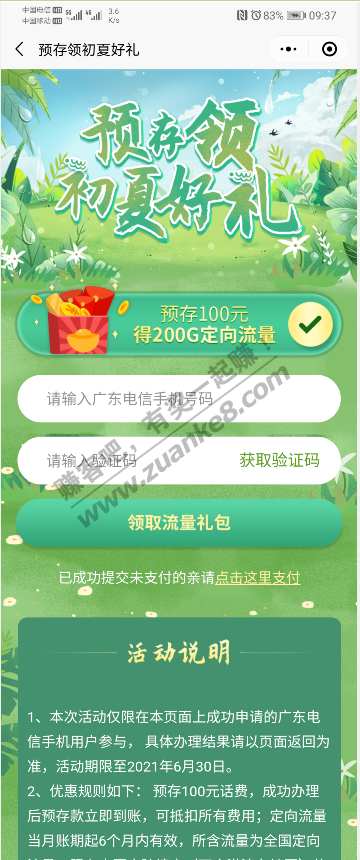 中国电信 HD 5G 4G 3.6
中国移动 HD K/s
83% 09:37
预存领初夏好礼
预存领
初夏好礼
预存100元
得200G定向流量
请输入广东电信手机号码
请输入验证码 获取验证码
领取流量礼包
已成功提交未支付的亲请点击这里支付
赚客吧，有奖一起赚！
www.zuanke8.com
活动说明
1、本次活动仅限在本页面上成功申请的广东电
信手机用户参与， 具体办理结果请以页面返回为
准，活动期限至2021年6月30日。
2、优惠规则如下： 预存100元话费，成功办理
后预存款立即到账，可抵扣所有费用；定向流量
当月账期起6个月内有效，所含流量为全国定向